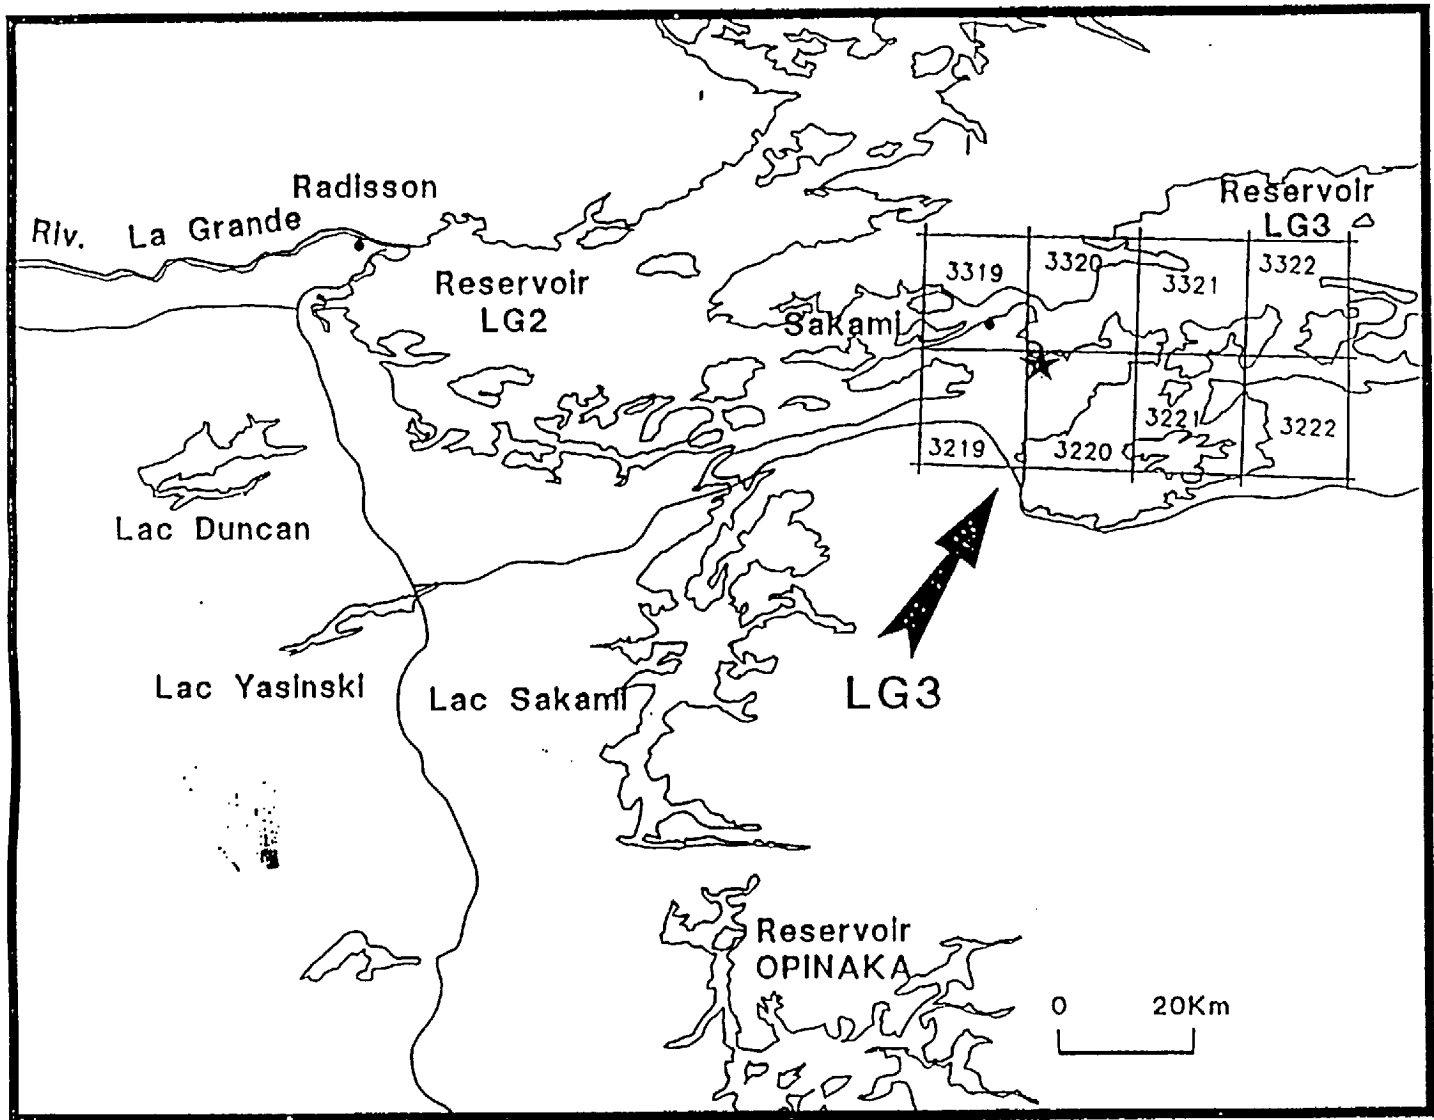 Radisson
Riv. La Grande
Reservoir
LG3
Reservoir
LG2
Sakami
3319
3320
3321
3322
3219
3220
3221
3222
Lac Duncan
Lac Yasinski
Lac Sakami
LG3
Reservoir
OPINAKA
0 20Km